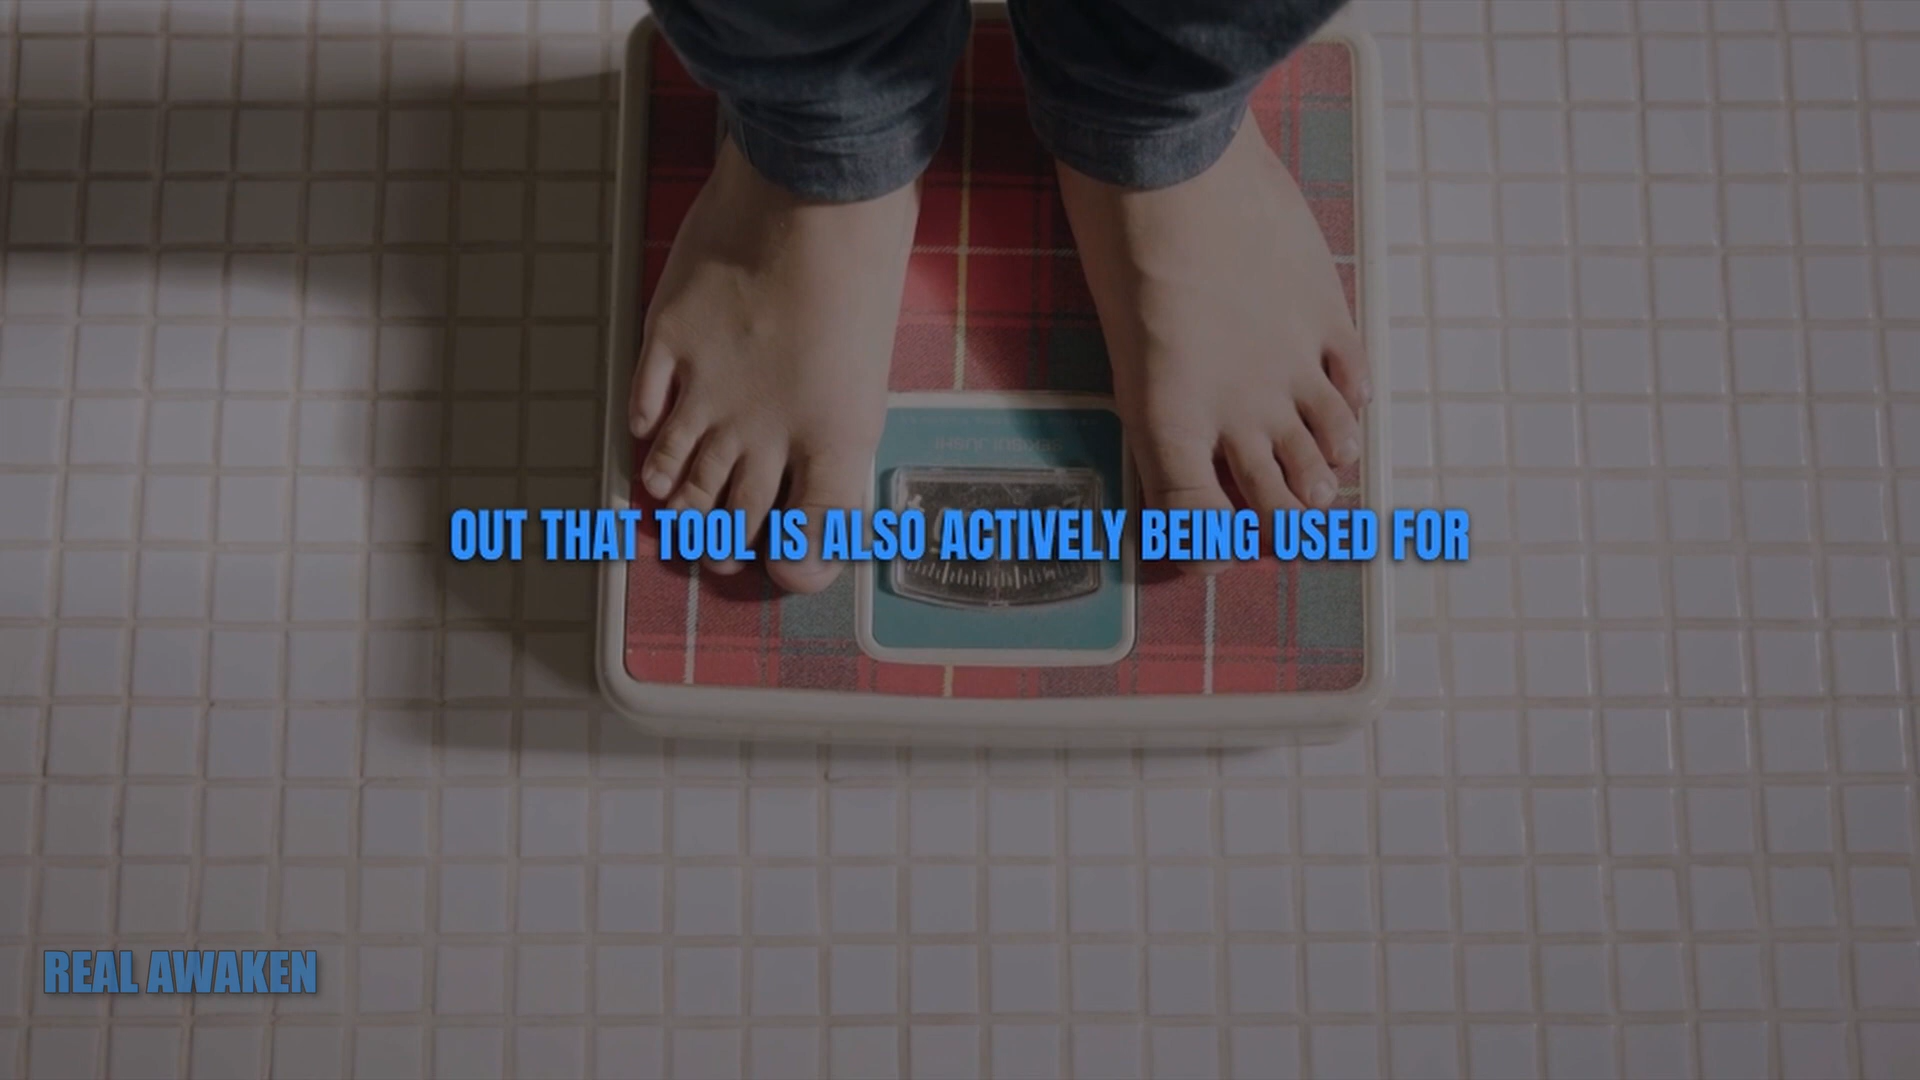 OUT THAT TOOL IS ALSO ACTIVELY BEING USED FOR
REAL AWAKEN